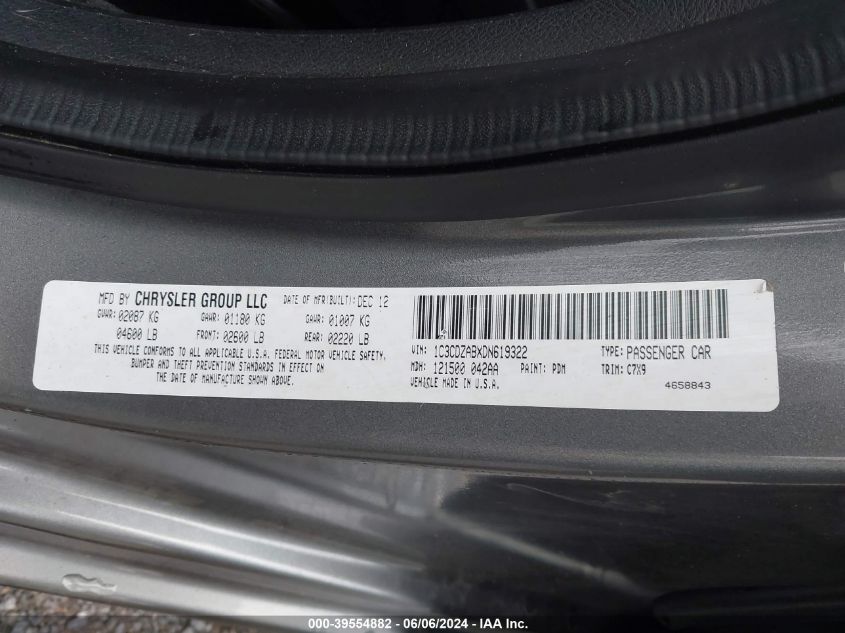 MFD BY CHRYSLER GROUP LLC DATE OF MFR(BUILT): DEC 12
GVWR: 02087 KG GAWR: 01180 KG GAWR: 01007 KG
04600 LB FRONT: 02600 LB REAR: 02220 LB
THIS VEHICLE CONFORMS TO ALL APPLICABLE U.S.A. FEDERAL MOTOR VEHICLE SAFETY,
BUMPER AND THEFT PREVENTION STANDARDS IN EFFECT ON
THE DATE OF MANUFACTURE SHOWN ABOVE.
VIN: 1C3CDZABXDN619322 TYPE: PASSENGER CAR
MDH: 121500 042AA PAINT: PDM TRIM: C7X9
VEHICLE MADE IN U.S.A. 4658843
000-39554882 - 06/06/2024 - IAA Inc.